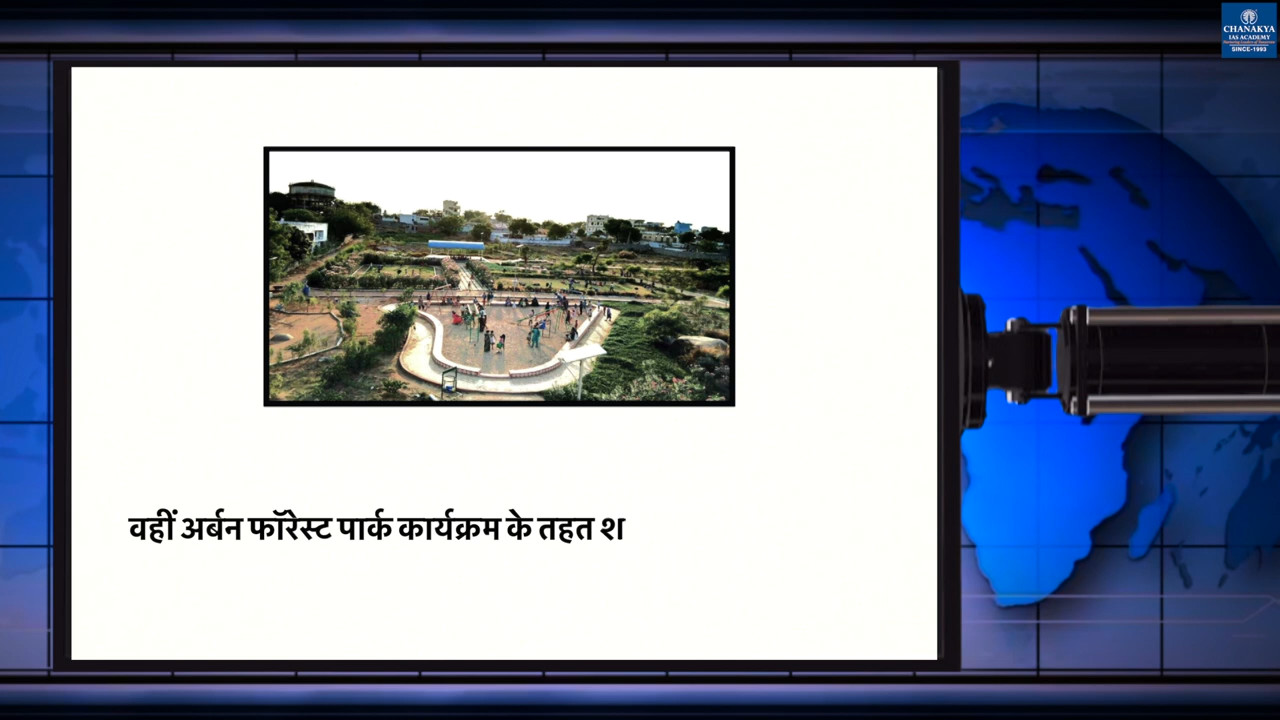 CHANAKYA
IAS ACADEMY
SINCE-1993
वहीं अर्बन फॉरेस्ट पार्क कार्यक्रम के तहत श